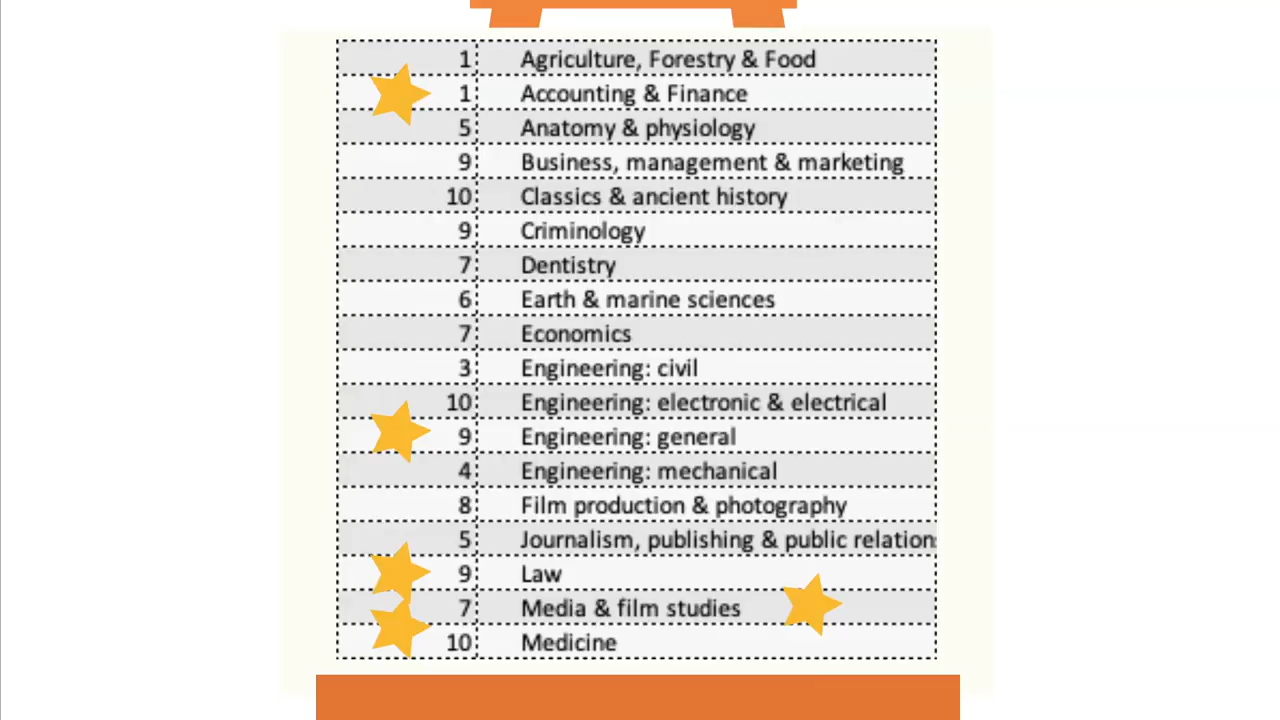 1 Agriculture, Forestry & Food
1 Accounting & Finance
5 Anatomy & physiology
9 Business, management & marketing
10 Classics & ancient history
9 Criminology
7 Dentistry
6 Earth & marine sciences
7 Economics
3 Engineering: civil
10 Engineering: electronic & electrical
9 Engineering: general
4 Engineering: mechanical
8 Film production & photography
5 Journalism, publishing & public relations
9 Law
7 Media & film studies
10 Medicine